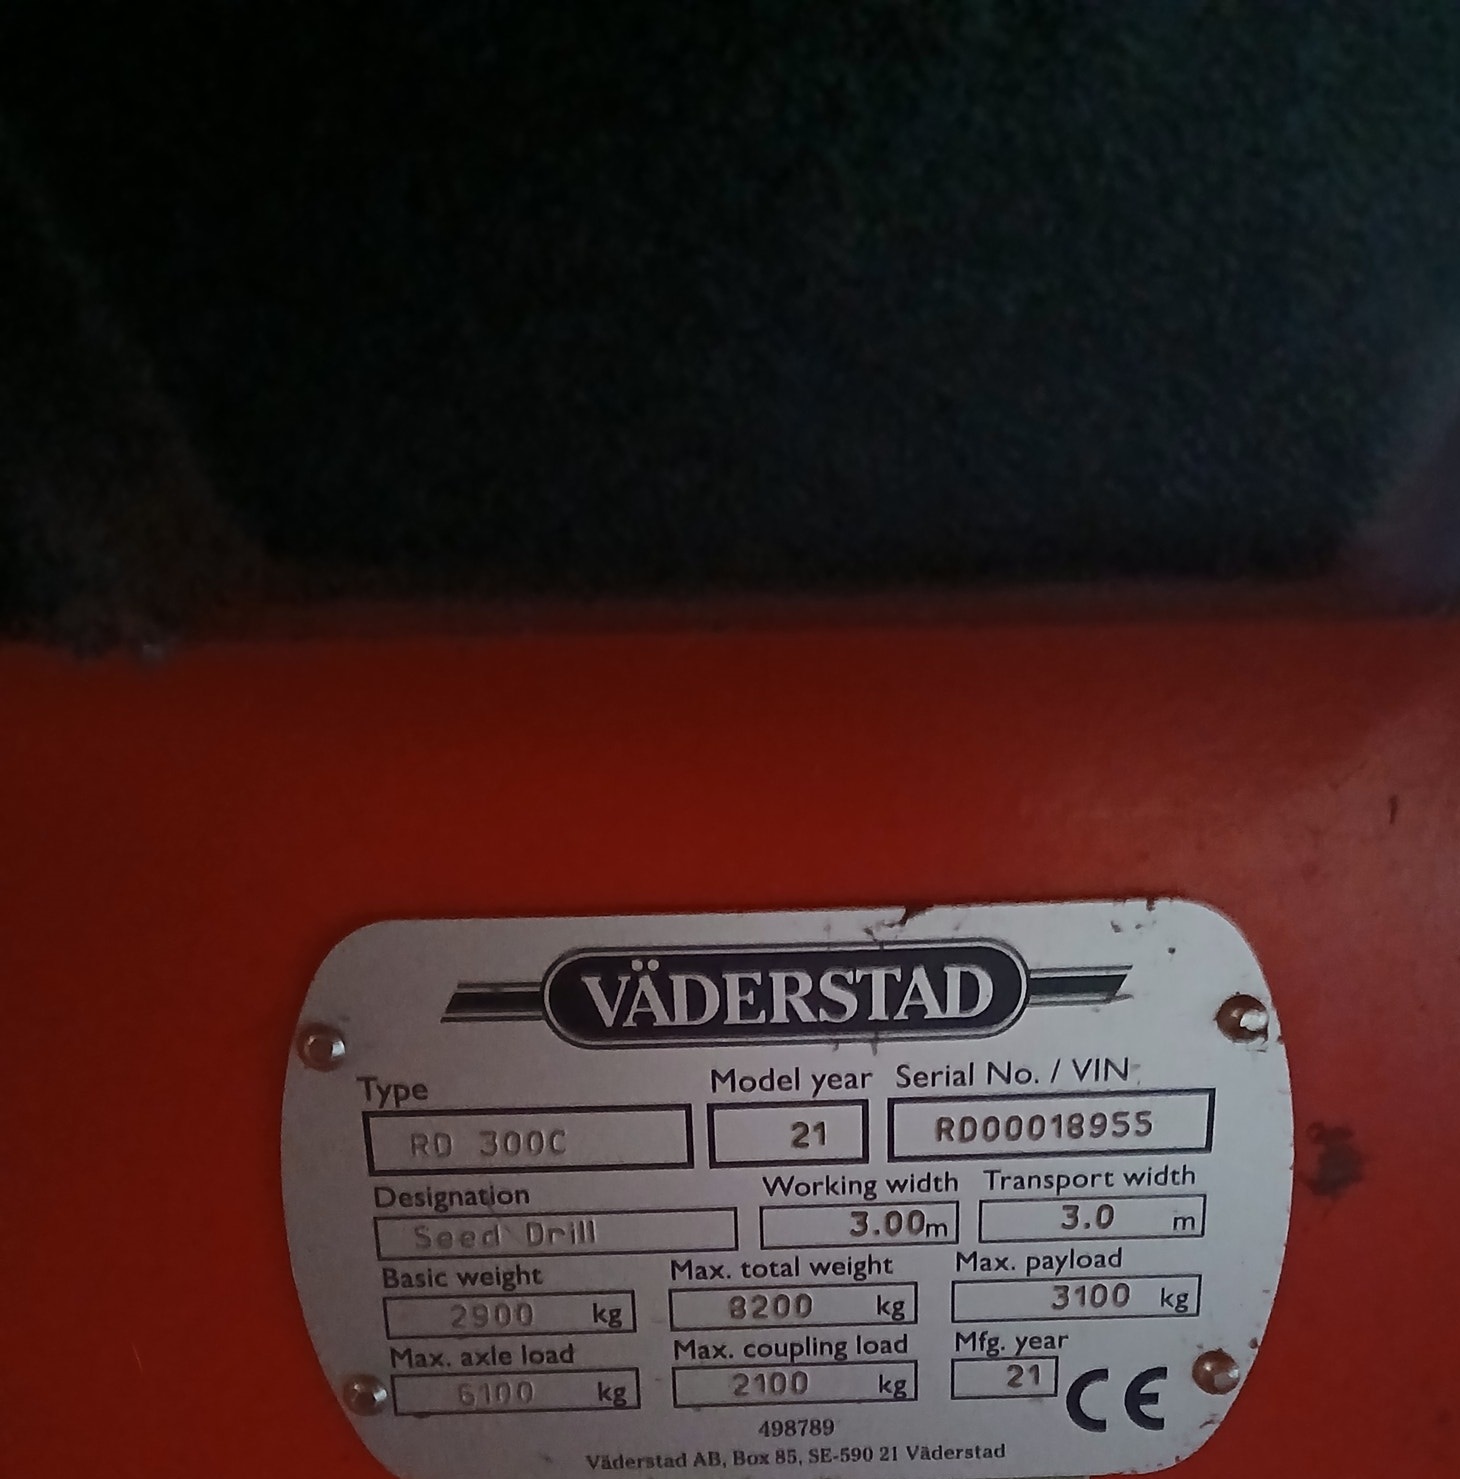 VÄDERSTAD
Type Model year Serial No. / VIN
RD 300C 21 RD00018955
Designation Working width Transport width
Seed Drill 3.00m 3.0 m
Basic weight Max. total weight Max. payload
2900 kg 8200 kg 3100 kg
Max. axle load Max. coupling load Mfg. year
6100 kg 2100 kg 21
CE
498789
Väderstad AB, Box 85, SE-590 21 Väderstad